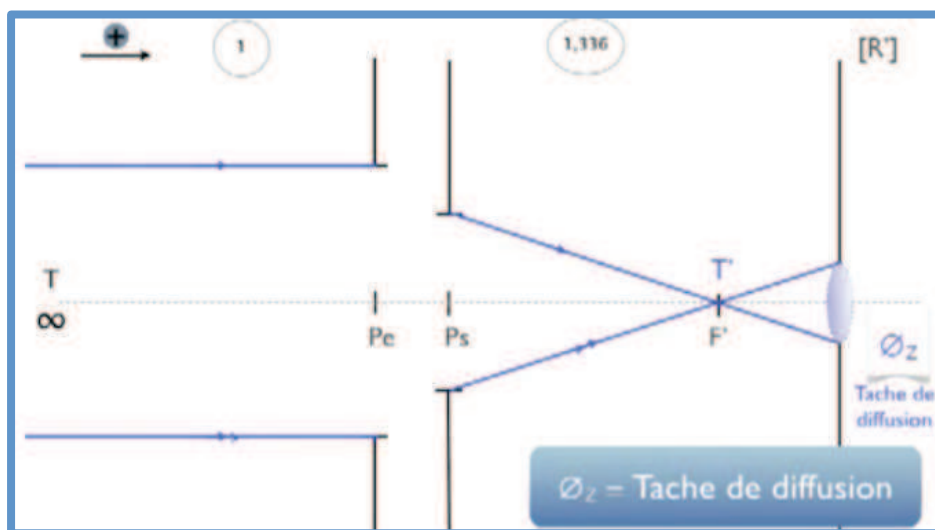 +
1
1,336
[R']
T
∞
Pe
Ps
T'
F'
∅z
Tache de
diffusion
∅z = Tache de diffusion